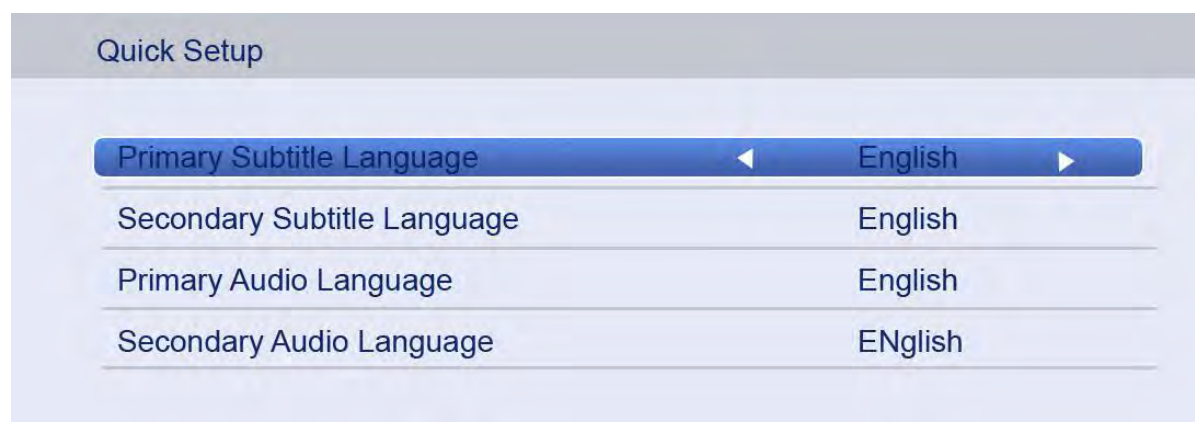 Quick Setup
Primary Subtitle Language English
Secondary Subtitle Language English
Primary Audio Language English
Secondary Audio Language ENglish